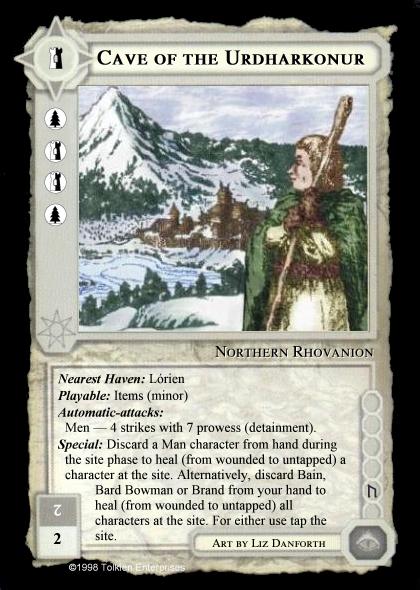 CAVE OF THE URDHARKONUR
NORTHERN RHOVANION
Nearest Haven: Lórien
Playable: Items (minor)
Automatic-attacks:
Men — 4 strikes with 7 prowess (detainment).
Special: Discard a Man character from hand during
the site phase to heal (from wounded to untapped) a
character at the site. Alternatively, discard Bain,
Bard Bowman or Brand from your hand to
heal (from wounded to untapped) all
characters at the site. For either use tap the
site.
2
2
ART BY LIZ DANFORTH
©1998 Tolkien Enterprises